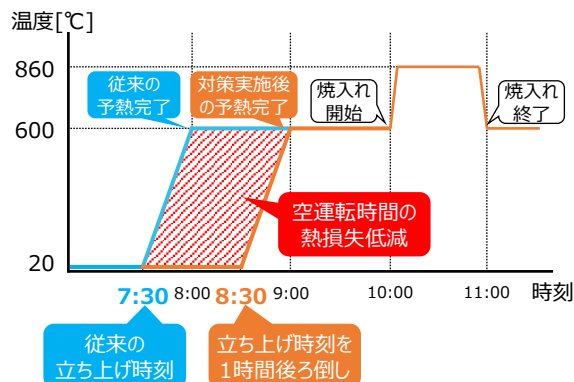 温度[℃]
860
600
20
従来の
予熱完了
対策実施後
の予熱完了
焼入れ
開始
焼入れ
終了
空運転時間の
熱損失低減
7:30
8:00
8:30
9:00
10:00
11:00
時刻
従来の
立ち上げ時刻
立ち上げ時刻を
1時間後ろ倒し